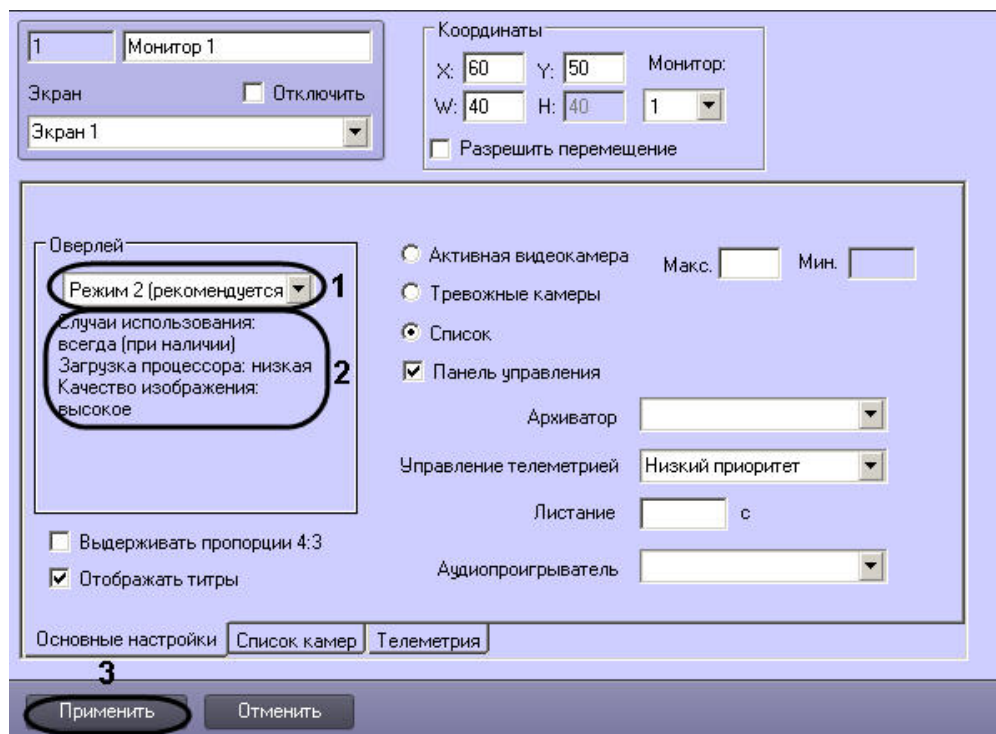 1 Монитор 1
Экран Отключить
Экран 1
Координаты
X: 60 Y: 50 Монитор:
W: 40 H: 40 1
Разрешить перемещение
Оверлей
Режим 2 (рекомендуется 1
Случаи использования:
всегда (при наличии)
Загрузка процессора: низкая
Качество изображения:
высокое
2
Выдерживать пропорции 4:3
Отображать титры
Активная видеокамера Макс. Мин.
Тревожные камеры
Список
Панель управления
Архиватор
Управление телеметрией Низкий приоритет
Листание с
Аудиопроигрыватель
Основные настройки Список камер Телеметрия
3
Применить Отменить